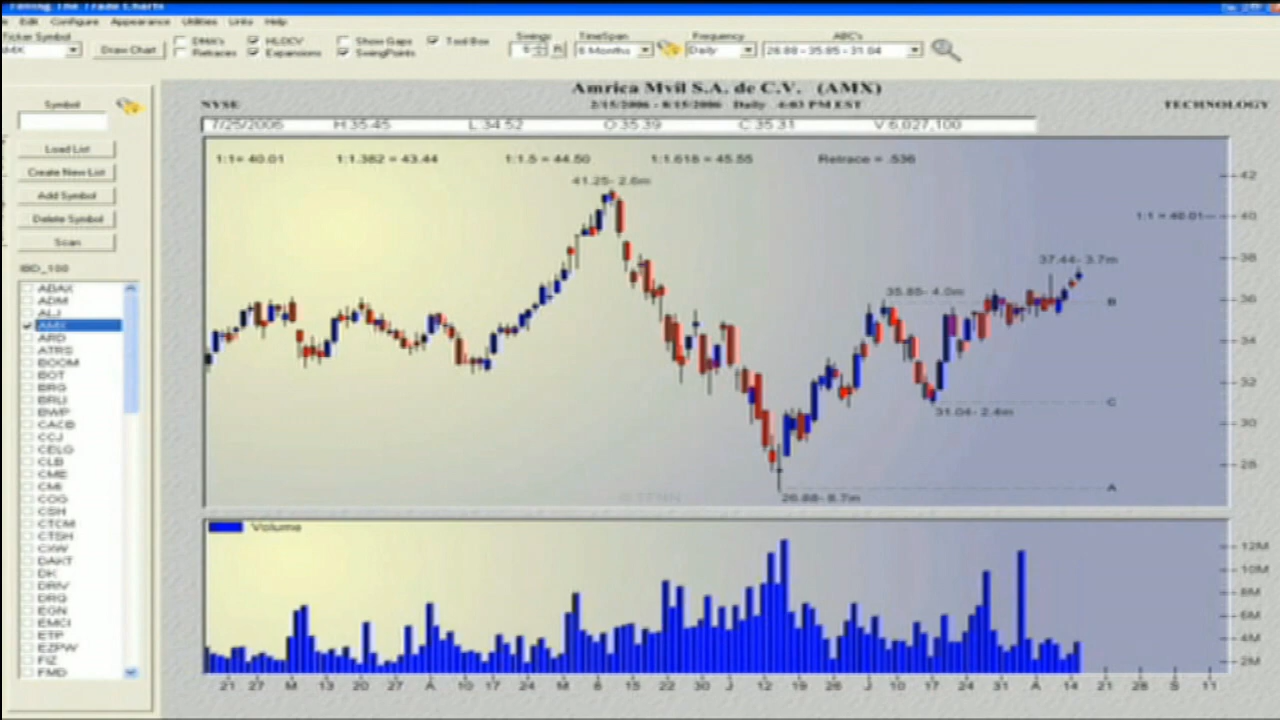 Timing The Trade Charts
Edit Configure Appearance Utilities Links Help
Ticker Symbol
AMX
Draw Chart
DMA's
Retraces
HLOCV
Expansions
Show Gaps
SwingPoints
Tool Box
Swings
TimeSpan
6 Months
Frequency
Daily
ABC's
26.88 - 35.85 - 31.04
Amrica Mvil S.A. de C.V. (AMX)
NYSE
2/15/2006 - 8/15/2006 Daily 4:03 PM EST
TECHNOLOGY
7/25/2006 H:35.45 L:34.52 O:35.39 C:35.31 V:6,027,100
1:1= 40.01 1:1.382 = 43.44 1:1.5 = 44.50 1:1.618 = 45.55 Retrace = .536
41.25- 2.6m
1:1 = 40.01
37.44- 3.7m
35.85- 4.0m
B
C
31.04- 2.4m
A
26.88- 8.7m
42
40
38
36
34
32
30
28
Volume
12M
10M
8M
6M
4M
2M
21 27 M 13 20 27 A 10 17 24 M 8 15 22 30 J 12 19 26 J 10 17 24 31 A 14 21 28 S 11
Symbol
Load List
Create New List
Add Symbol
Delete Symbol
Scan
IBD_100
ABAX
ADM
ALJ
AMX
ARD
ATRS
BOOM
BOT
BRG
BRLI
BWP
CACB
CCJ
CELG
CLB
CME
CMI
COG
CSH
CTCM
CTSH
CXW
DAKT
DK
DRIV
DRQ
EGN
EMCI
ETP
EZPW
FIZ
FMD